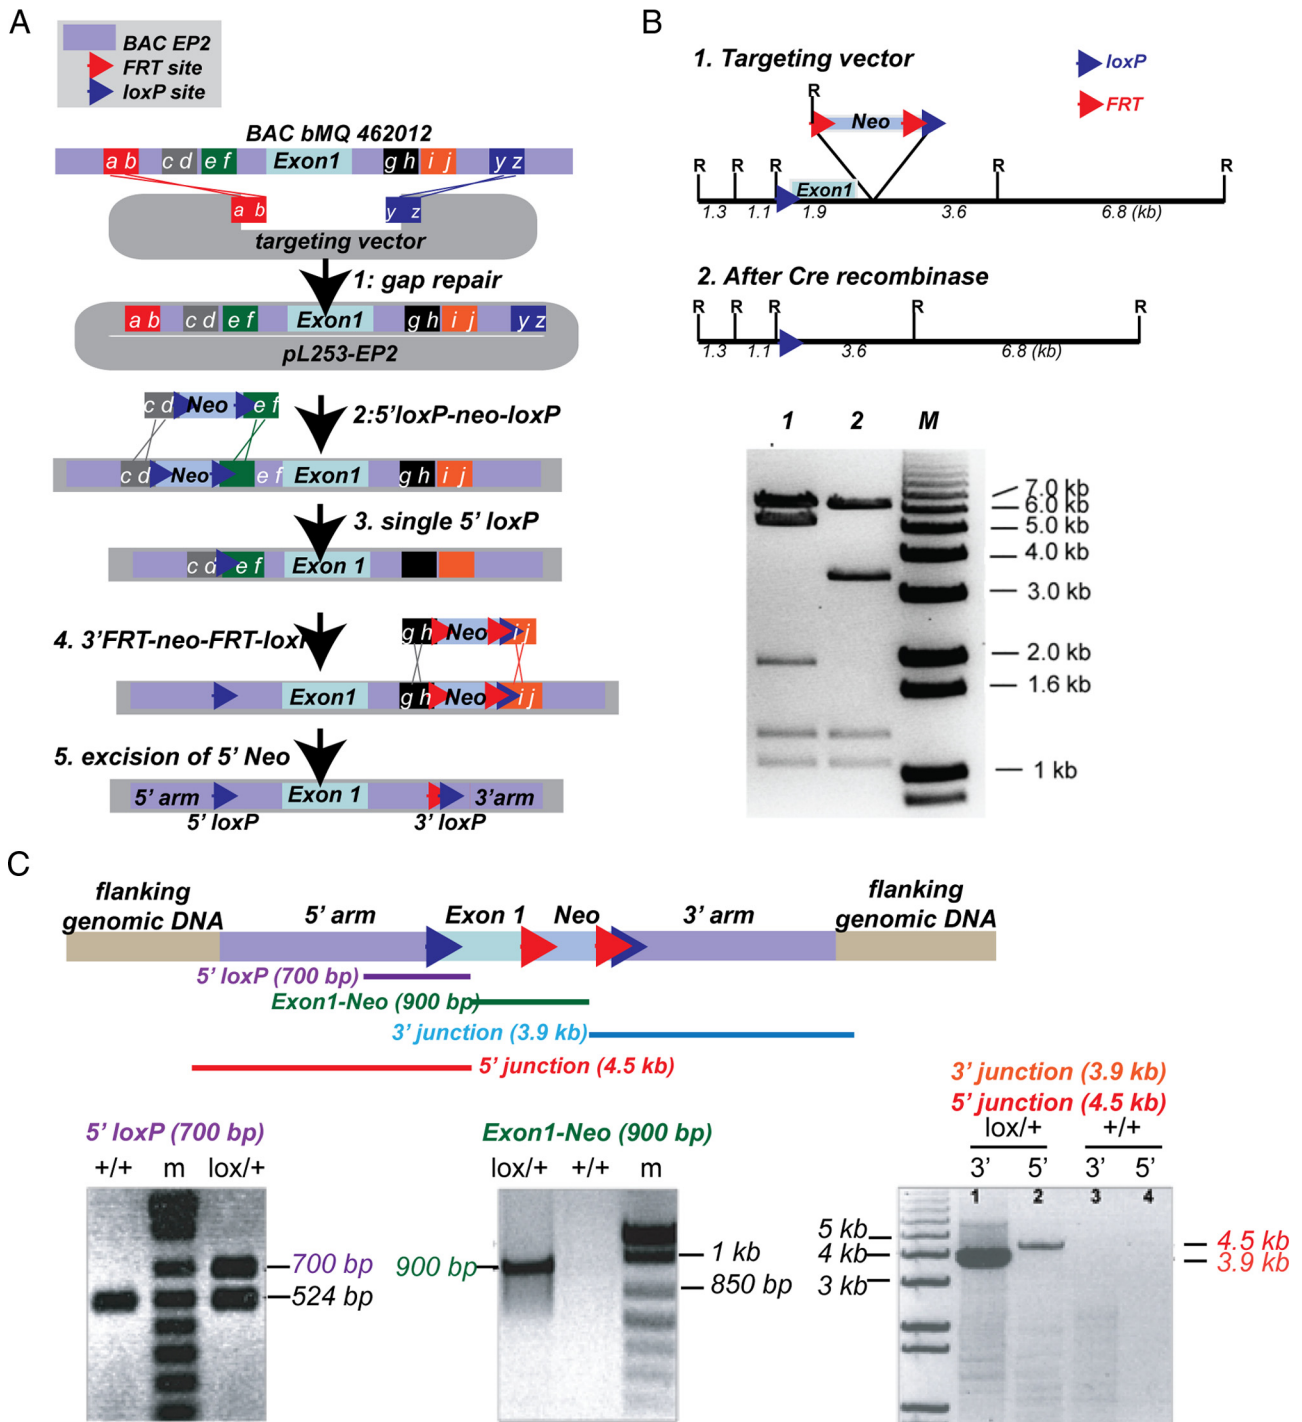 A
BAC EP2
FRT site
loxP site
BAC bMQ 462012
a b c d e f Exon1 g h i j y z
a b y z
targeting vector
1: gap repair
a b c d e f Exon1 g h i j y z
pL253-EP2
c d Neo e f
2:5'loxP-neo-loxP
c d Neo e f Exon1 g h i j
3. single 5' loxP
c d e f Exon 1
4. 3'FRT-neo-FRT-loxP
g h Neo i j
Exon1 g h Neo i j
5. excision of 5' Neo
5' arm Exon 1 3'arm
5' loxP 3' loxP
B
1. Targeting vector
loxP
FRT
R
Neo
R R R R R
Exon1
1.3 1.1 1.9 3.6 6.8 (kb)
2. After Cre recombinase
R R R R R
1.3 1.1 3.6 6.8 (kb)
1 2 M
7.0 kb
6.0 kb
5.0 kb
4.0 kb
3.0 kb
2.0 kb
1.6 kb
1 kb
C
flanking
genomic DNA
5' arm Exon 1 Neo 3' arm
flanking
genomic DNA
5' loxP (700 bp)
Exon1-Neo (900 bp)
3' junction (3.9 kb)
5' junction (4.5 kb)
5' loxP (700 bp)
+/+ m lox/+
700 bp
524 bp
Exon1-Neo (900 bp)
lox/+ +/+ m
900 bp
1 kb
850 bp
3' junction (3.9 kb)
5' junction (4.5 kb)
lox/+ +/+
3' 5' 3' 5'
1 2 3 4
5 kb
4 kb
3 kb
4.5 kb
3.9 kb